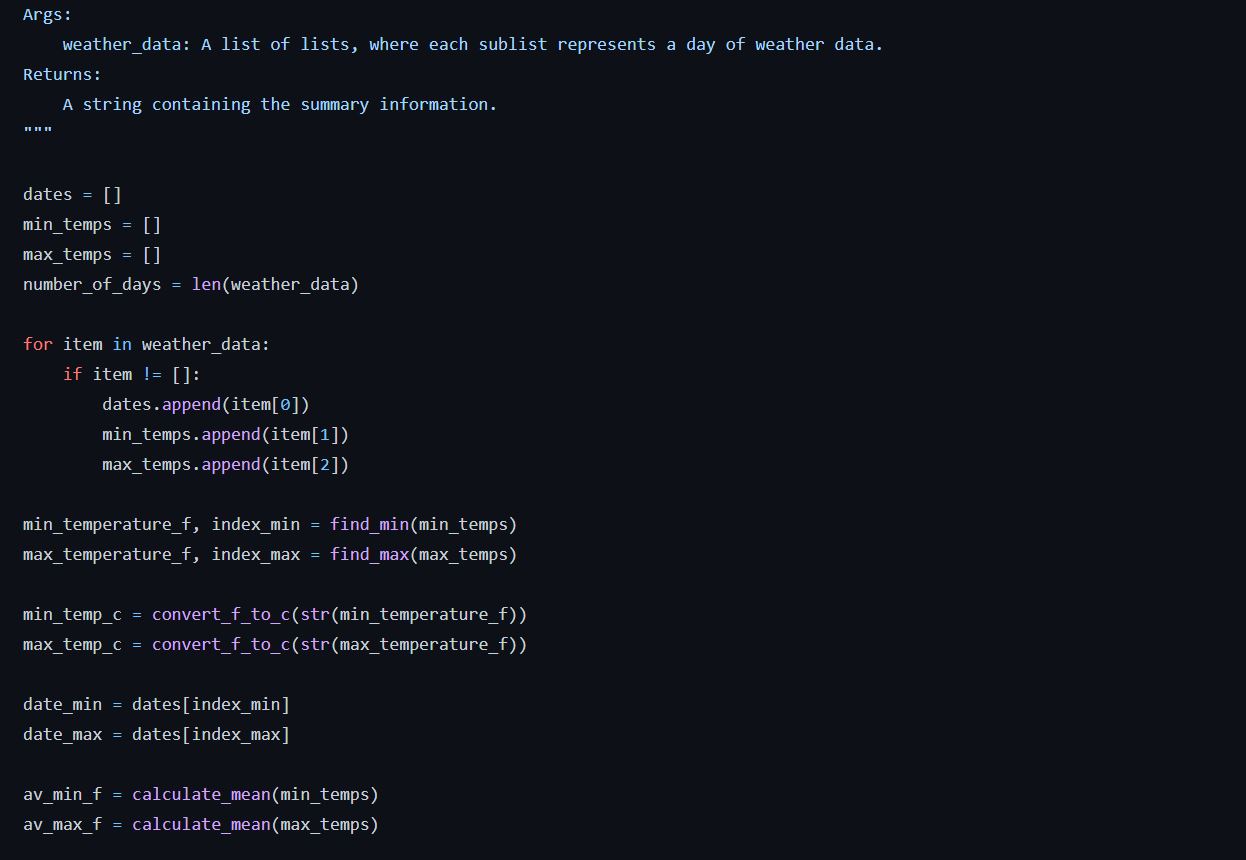 Args:
    weather_data: A list of lists, where each sublist represents a day of weather data.
Returns:
    A string containing the summary information.
"""

dates = []
min_temps = []
max_temps = []
number_of_days = len(weather_data)

for item in weather_data:
    if item != []:
        dates.append(item[0])
        min_temps.append(item[1])
        max_temps.append(item[2])

min_temperature_f, index_min = find_min(min_temps)
max_temperature_f, index_max = find_max(max_temps)

min_temp_c = convert_f_to_c(str(min_temperature_f))
max_temp_c = convert_f_to_c(str(max_temperature_f))

date_min = dates[index_min]
date_max = dates[index_max]

av_min_f = calculate_mean(min_temps)
av_max_f = calculate_mean(max_temps)